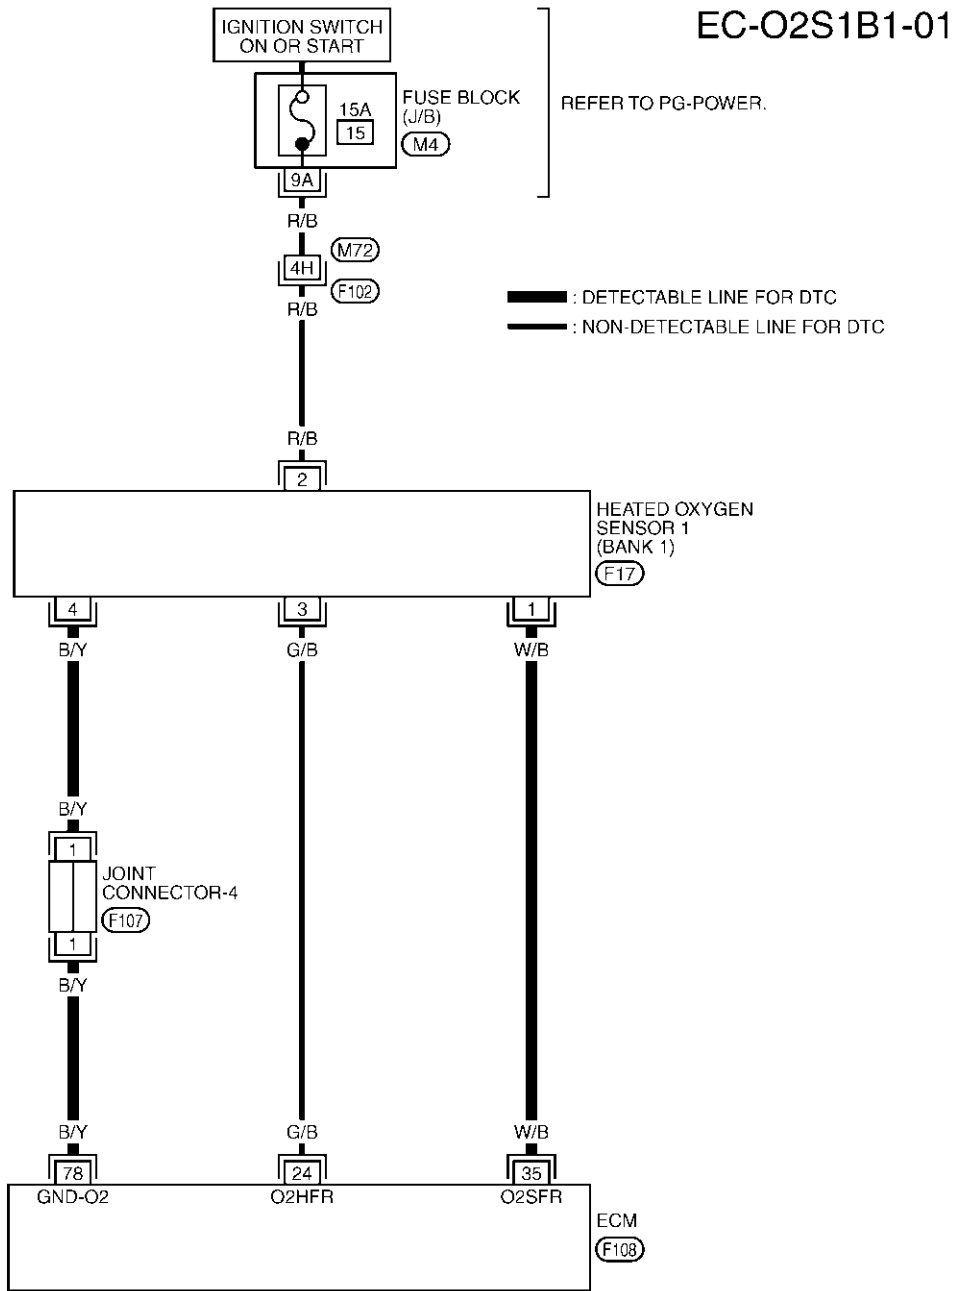 EC-O2S1B1-01
IGNITION SWITCH
ON OR START
FUSE BLOCK
(J/B)
M4
15A
15
REFER TO PG-POWER.
9A
R/B
M72
4H
F102
R/B
: DETECTABLE LINE FOR DTC
: NON-DETECTABLE LINE FOR DTC
R/B
2
HEATED OXYGEN
SENSOR 1
(BANK 1)
F17
4
3
1
B/Y
G/B
W/B
B/Y
1
JOINT
CONNECTOR-4
F107
1
B/Y
B/Y
G/B
W/B
78
24
35
GND-O2
O2HFR
O2SFR
ECM
F108